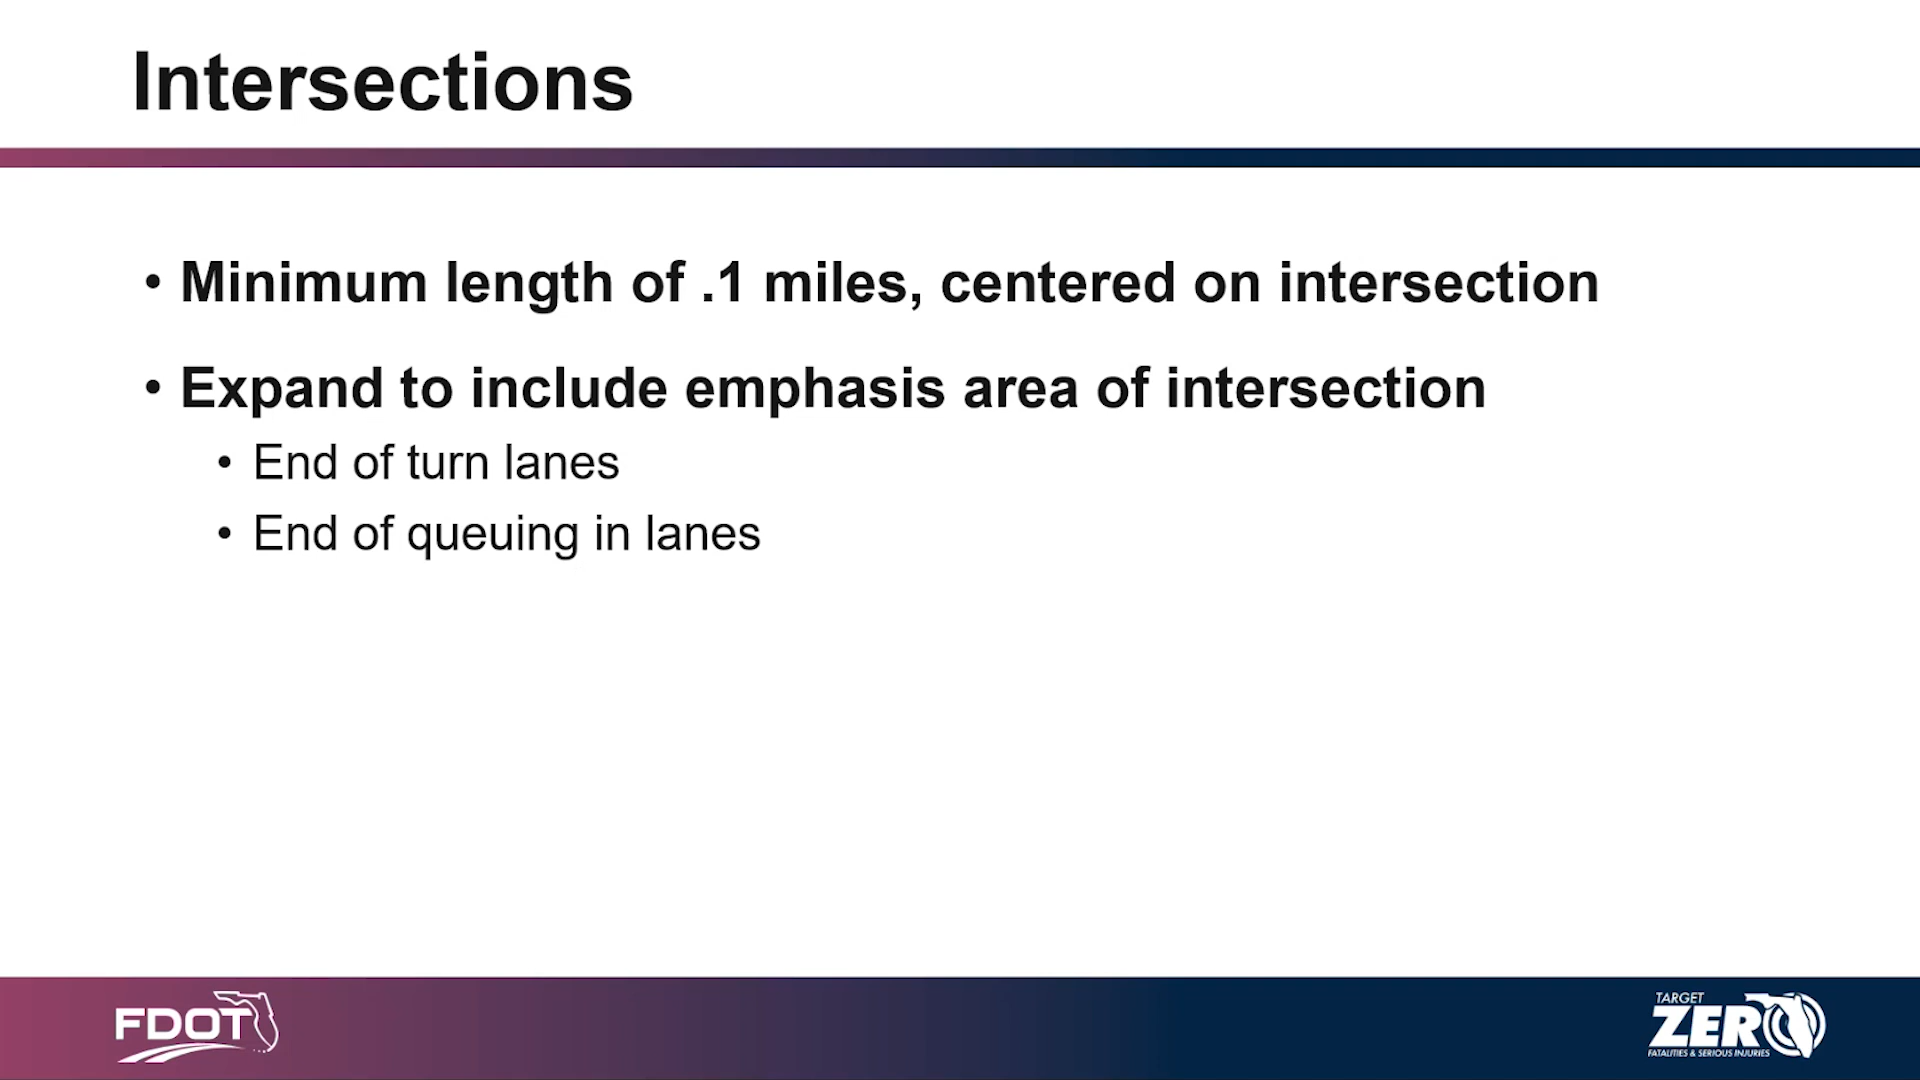 Intersections
• Minimum length of .1 miles, centered on intersection
• Expand to include emphasis area of intersection
• End of turn lanes
• End of queuing in lanes
FDOT
TARGET
ZERO
FATALITIES & SERIOUS INJURIES